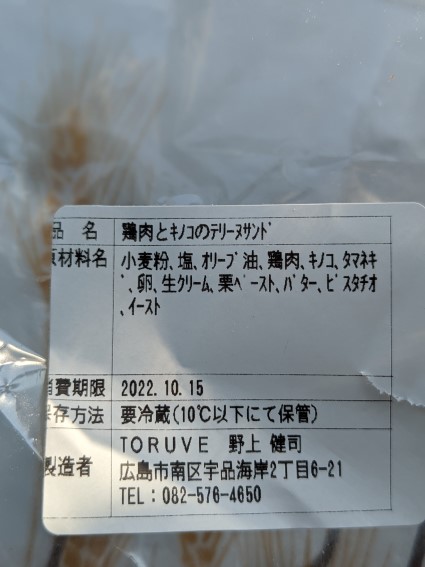 品 名 鶏肉とキノコのテリーヌサンド
原材料名 小麦粉、塩、オリーブ油、鶏肉、キノコ、タマネギ
、卵、生クリーム、栗ペースト、バター、ピスタチオ
、イースト
消費期限 2022.10.15
保存方法 要冷蔵(10℃以下にて保管)
製造者 TORUVE 野上 健司
広島市南区宇品海岸2丁目6-21
TEL:082-576-4650